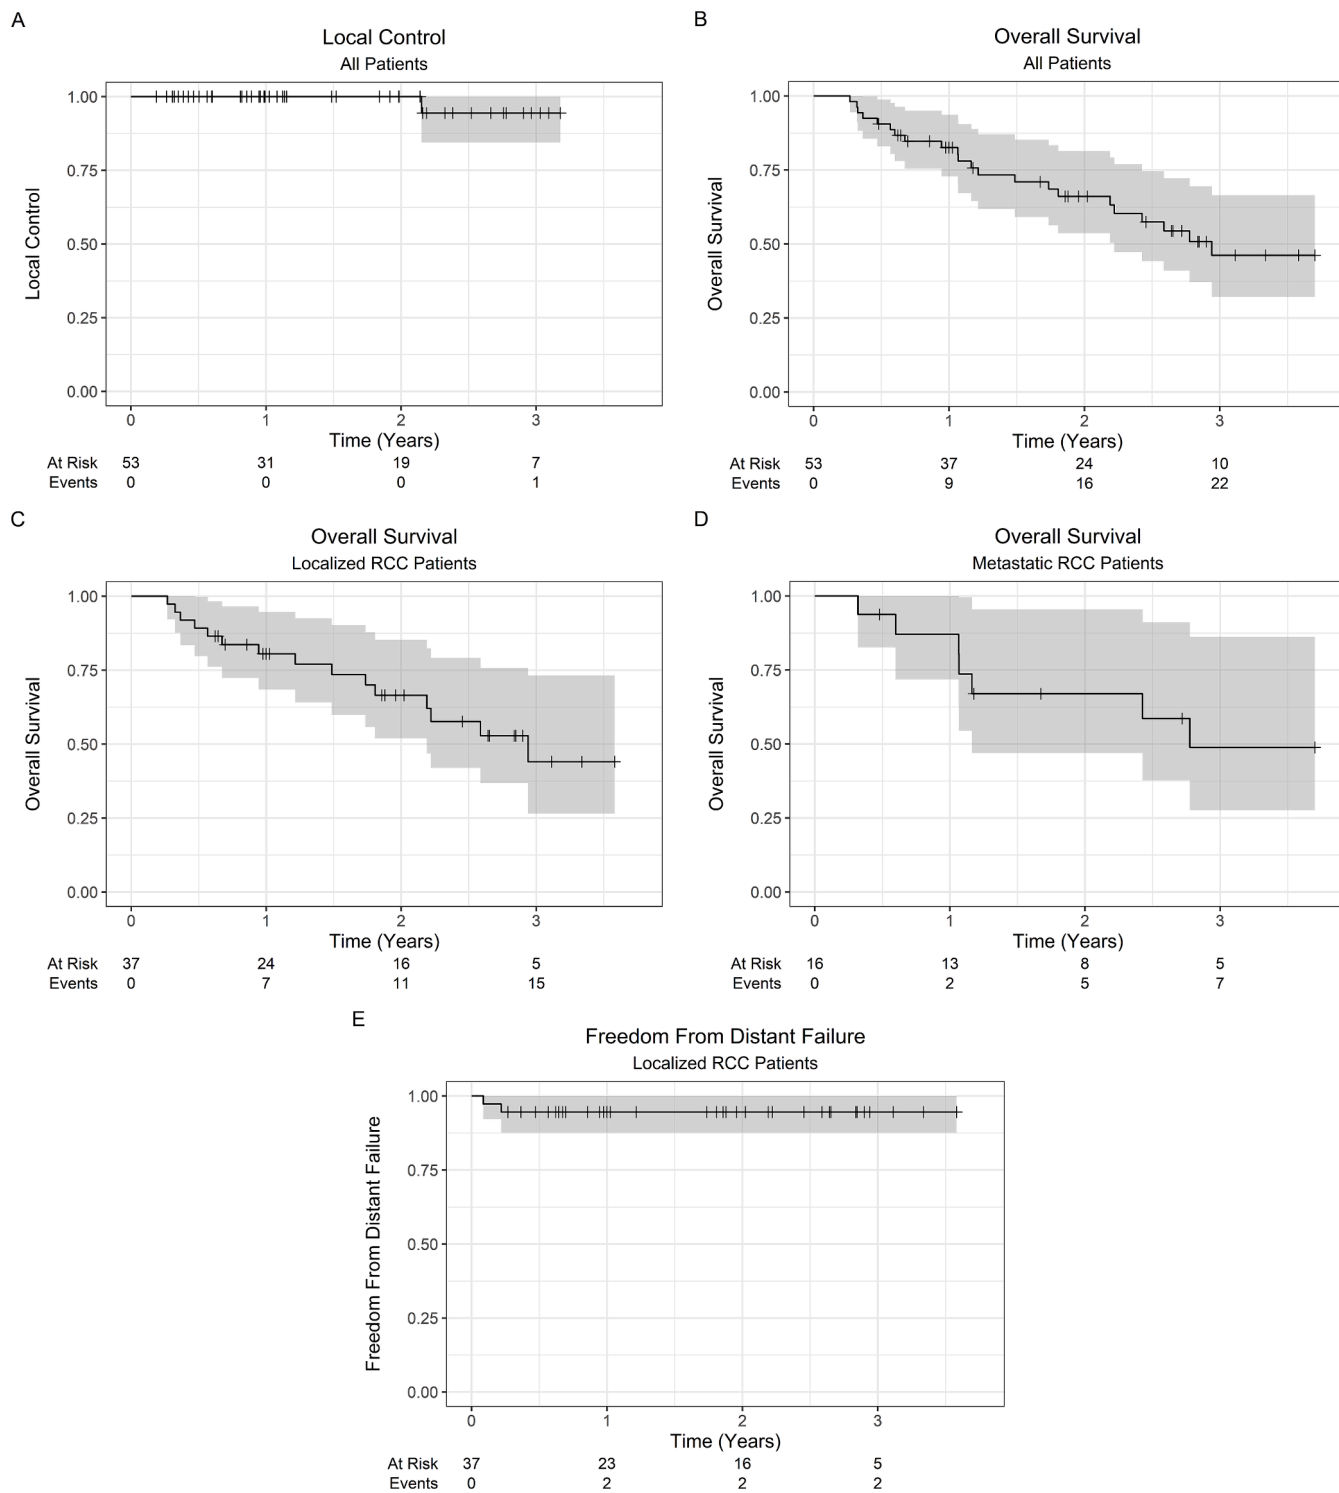 A
Local Control
All Patients
Local Control
1.00
0.75
0.50
0.25
0.00
0 1 2 3
Time (Years)
At Risk 53 31 19 7
Events 0 0 0 1
B
Overall Survival
All Patients
Overall Survival
1.00
0.75
0.50
0.25
0.00
0 1 2 3
Time (Years)
At Risk 53 37 24 10
Events 0 9 16 22
C
Overall Survival
Localized RCC Patients
Overall Survival
1.00
0.75
0.50
0.25
0.00
0 1 2 3
Time (Years)
At Risk 37 24 16 5
Events 0 7 11 15
D
Overall Survival
Metastatic RCC Patients
Overall Survival
1.00
0.75
0.50
0.25
0.00
0 1 2 3
Time (Years)
At Risk 16 13 8 5
Events 0 2 5 7
E
Freedom From Distant Failure
Localized RCC Patients
Freedom From Distant Failure
1.00
0.75
0.50
0.25
0.00
0 1 2 3
Time (Years)
At Risk 37 23 16 5
Events 0 2 2 2